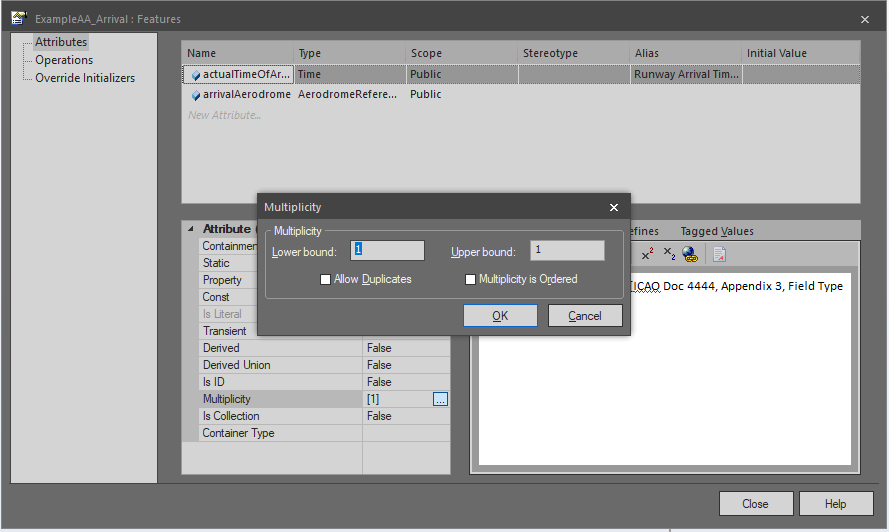 ExampleAA_Arrival : Features
Attributes
Operations
Override Initializers
Name Type Scope Stereotype Alias Initial Value
actualTimeOfAr... Time Public Runway Arrival Tim...
arrivalAerodrome AerodromeRefere... Public
New Attribute...
Multiplicity
Multiplicity
Lower bound: 1 Upper bound: 1
Allow Duplicates Multiplicity is Ordered
OK Cancel
Attribute (
Containmen
Static
Property
Const
Is Literal
Transient
Derived False
Derived Union False
Is ID False
Multiplicity [1] ...
Is Collection False
Container Type
efines Tagged Values
x² x₂
ICAO Doc 4444, Appendix 3, Field Type
Close Help